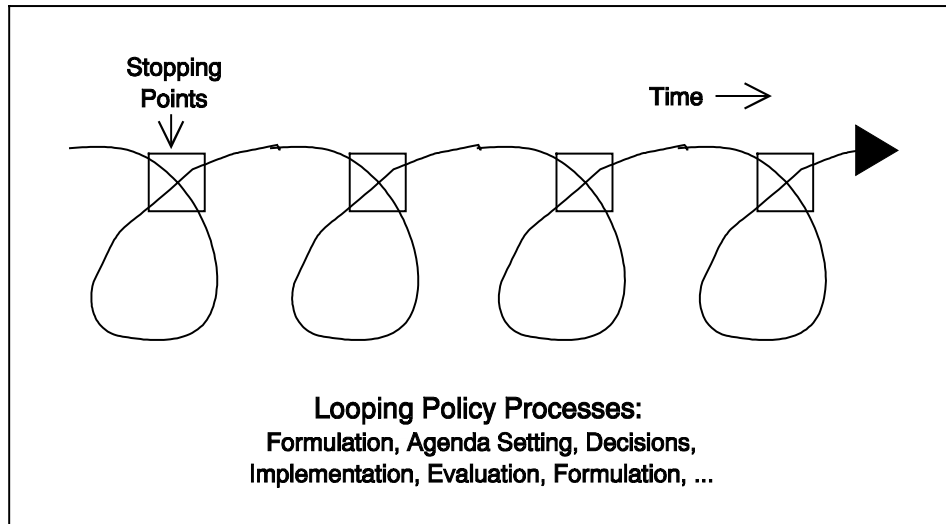 Stopping
Points
Time
Looping Policy Processes:
Formulation, Agenda Setting, Decisions,
Implementation, Evaluation, Formulation, ...